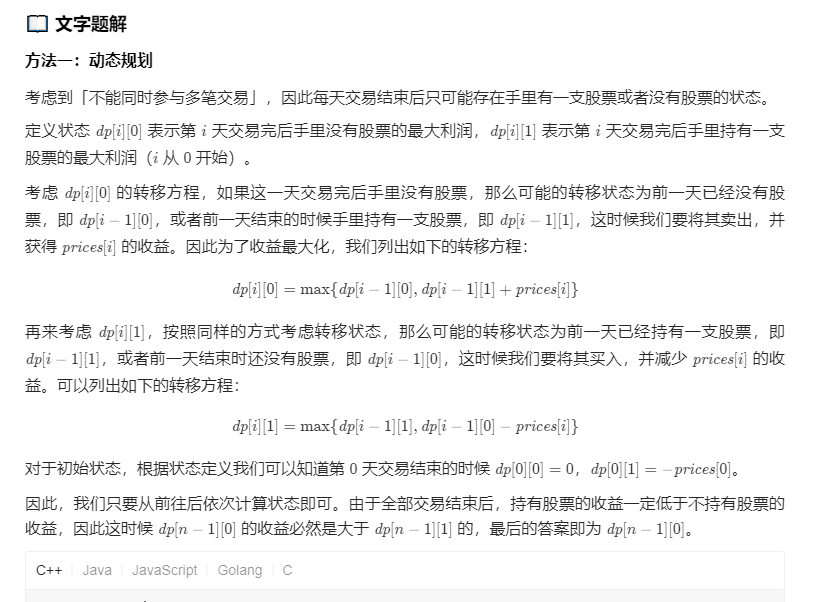 📖 文字题解
方法一：动态规划
考虑到「不能同时参与多笔交易」，因此每天交易结束后只可能存在手里有一支股票或者没有股票的状态。
定义状态 dp[i][0] 表示第 i 天交易完后手里没有股票的最大利润，dp[i][1] 表示第 i 天交易完后手里持有一支
股票的最大利润（i 从 0 开始）。
考虑 dp[i][0] 的转移方程，如果这一天交易完后手里没有股票，那么可能的转移状态为前一天已经没有股
票，即 dp[i − 1][0]，或者前一天结束的时候手里持有一支股票，即 dp[i − 1][1]，这时候我们要将其卖出，并
获得 prices[i] 的收益。因此为了收益最大化，我们列出如下的转移方程：
dp[i][0] = max{dp[i − 1][0], dp[i − 1][1] + prices[i]}
再来考虑 dp[i][1]，按照同样的方式考虑转移状态，那么可能的转移状态为前一天已经持有一支股票，即
dp[i − 1][1]，或者前一天结束时还没有股票，即 dp[i − 1][0]，这时候我们要将其买入，并减少 prices[i] 的收
益。可以列出如下的转移方程：
dp[i][1] = max{dp[i − 1][1], dp[i − 1][0] − prices[i]}
对于初始状态，根据状态定义我们可以知道第 0 天交易结束的时候 dp[0][0] = 0，dp[0][1] = −prices[0]。
因此，我们只要从前往后依次计算状态即可。由于全部交易结束后，持有股票的收益一定低于不持有股票的
收益，因此这时候 dp[n − 1][0] 的收益必然是大于 dp[n − 1][1] 的，最后的答案即为 dp[n − 1][0]。
C++ Java JavaScript Golang C